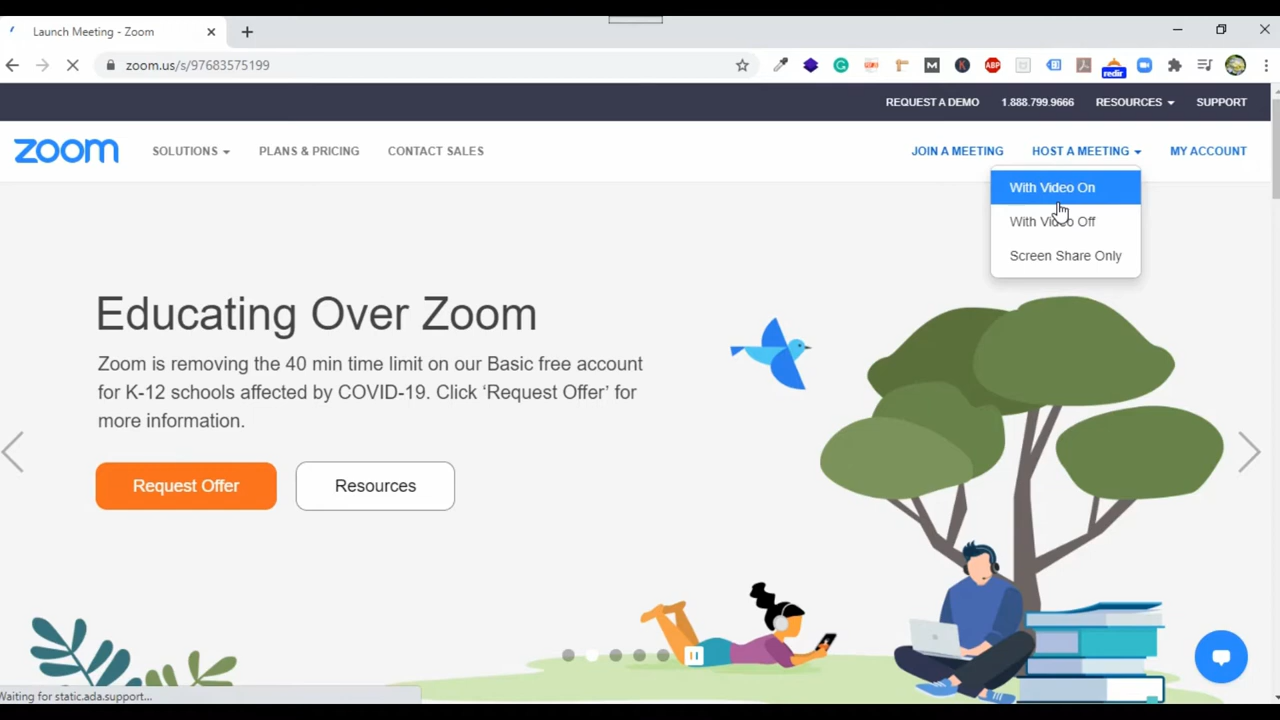 Launch Meeting - Zoom
zoom.us/s/97683575199
M
K
ABP
redir
REQUEST A DEMO 1.888.799.9666 RESOURCES SUPPORT
zoom SOLUTIONS PLANS & PRICING CONTACT SALES JOIN A MEETING HOST A MEETING MY ACCOUNT
With Video On
With Video Off
Screen Share Only
Educating Over Zoom
Zoom is removing the 40 min time limit on our Basic free account
for K-12 schools affected by COVID-19. Click ‘Request Offer’ for
more information.
Request Offer Resources
Waiting for static.ada.support...